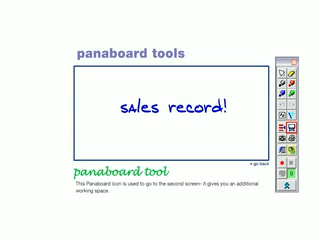 panaboard tools
sales record!
go back
panaboard tool
This Panaboard icon is used to go to the second screen- it gives you an additional
working space.